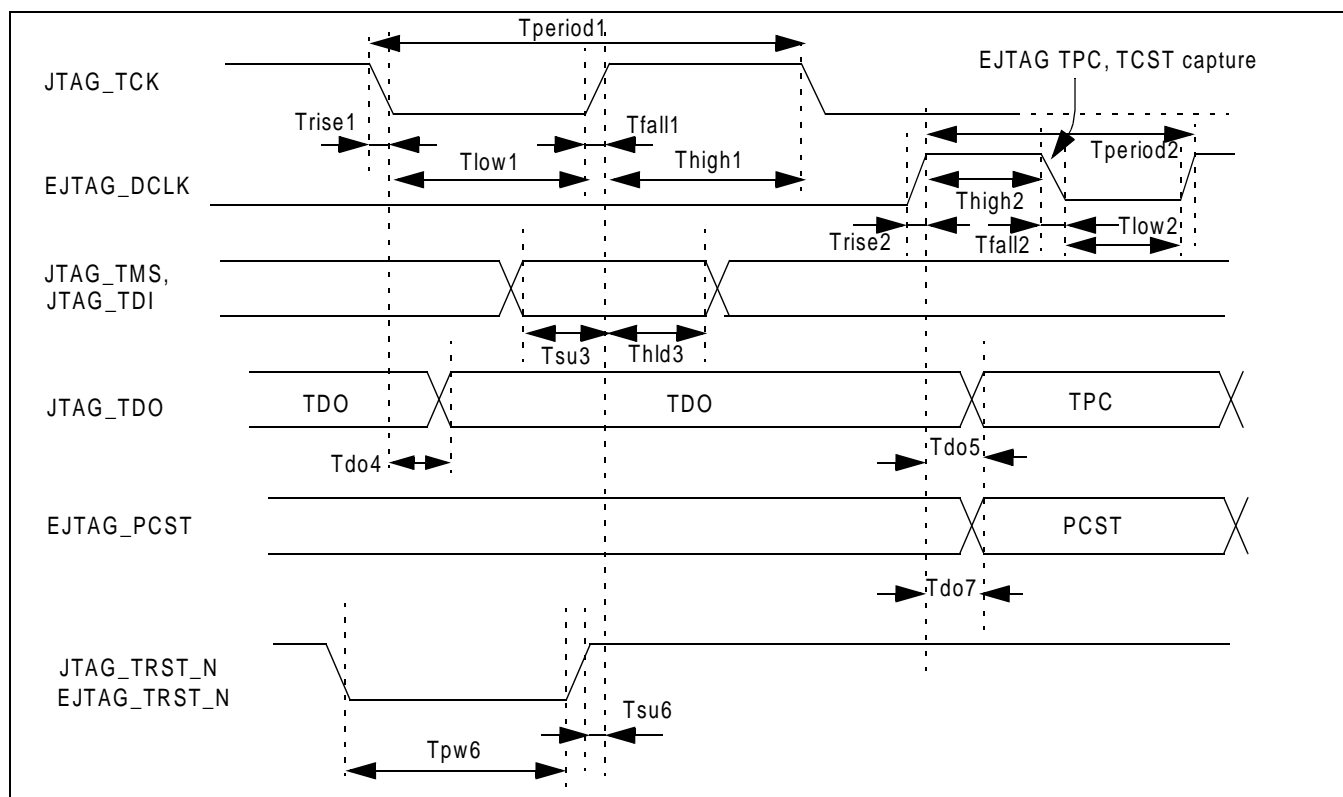 Tperiod1
EJTAG TPC, TCST capture
JTAG_TCK
Trise1
Tfall1
Tperiod2
Tlow1
Thigh1
EJTAG_DCLK
Thigh2
Trise2
Tfall2
Tlow2
JTAG_TMS,
JTAG_TDI
Tsu3
Thld3
JTAG_TDO
TDO
TDO
TPC
Tdo4
Tdo5
EJTAG_PCST
PCST
Tdo7
JTAG_TRST_N
EJTAG_TRST_N
Tsu6
Tpw6